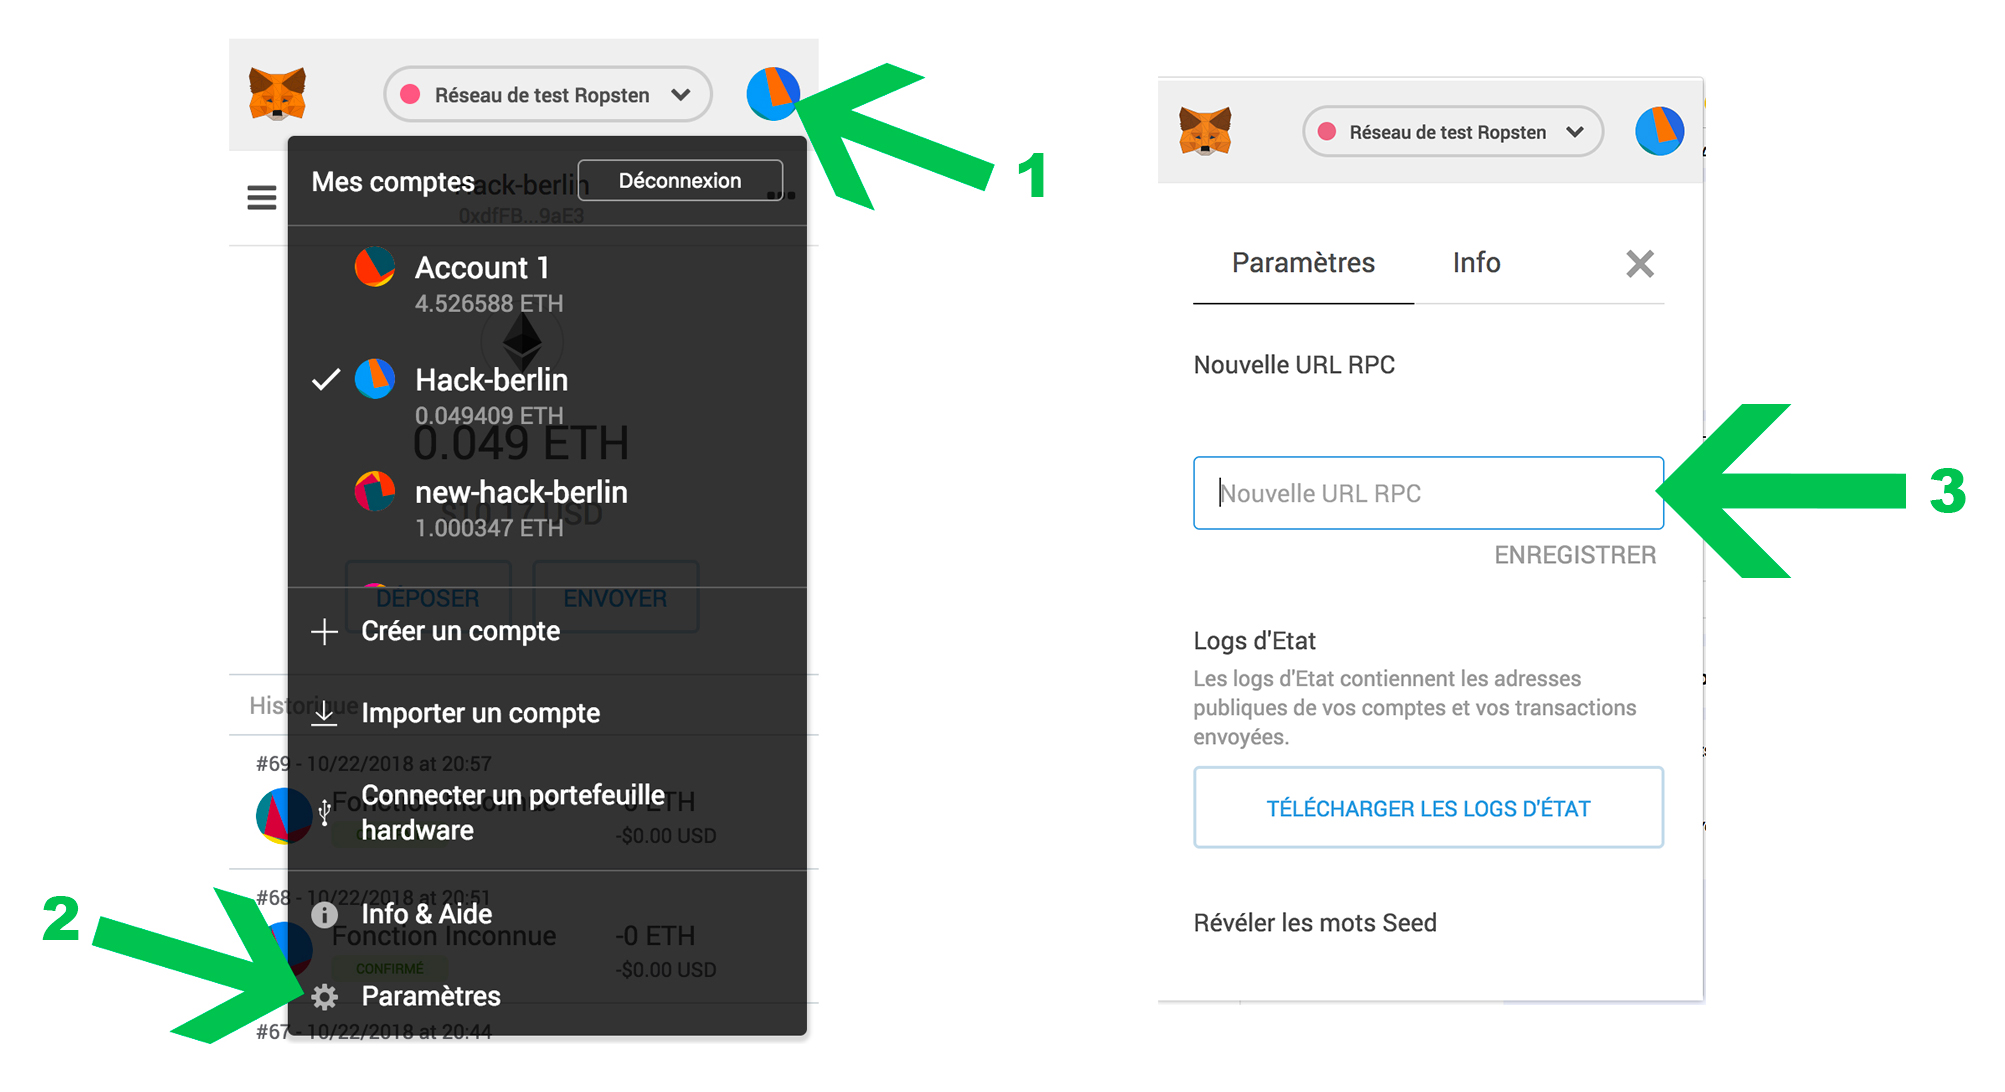 Réseau de test Ropsten
1
Mes comptes
Hack-berlin
Déconnexion
0xdfFB...9aE3
Account 1
4.526588 ETH
Hack-berlin
0.049409 ETH
0.049 ETH
new-hack-berlin
$10.17 USD
1.000347 ETH
DÉPOSER
ENVOYER
Créer un compte
Historique
Importer un compte
#69 - 10/22/2018 at 20:57
Connecter un portefeuille
hardware
Fonction Inconnue
-0 ETH
-$0.00 USD
#68 - 10/22/2018 at 20:51
Info & Aide
Fonction Inconnue
-0 ETH
CONFIRMÉ
-$0.00 USD
2
Paramètres
#67 - 10/22/2018 at 20:44
Réseau de test Ropsten
Paramètres
Info
Nouvelle URL RPC
Nouvelle URL RPC
3
ENREGISTRER
Logs d'Etat
Les logs d'Etat contiennent les adresses
publiques de vos comptes et vos transactions
envoyées.
TÉLÉCHARGER LES LOGS D'ÉTAT
Révéler les mots Seed